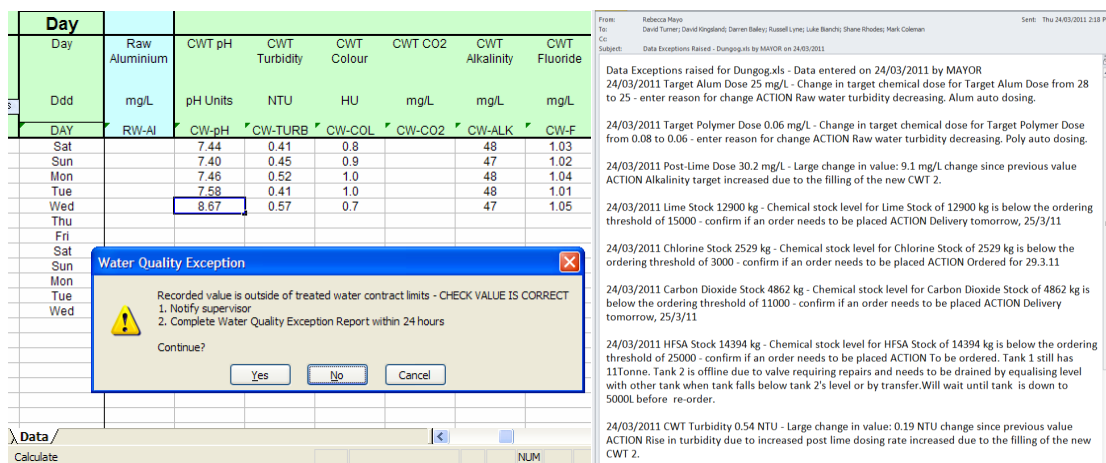 Day
Day Raw Aluminium CWT pH CWT Turbidity CWT Colour CWT CO2 CWT Alkalinity CWT Fluoride
s Ddd mg/L pH Units NTU HU mg/L mg/L mg/L
DAY RW-Al CW-pH CW-TURB CW-COL CW-CO2 CW-ALK CW-F
Sat 7.44 0.41 0.8 48 1.03
Sun 7.40 0.45 0.9 47 1.02
Mon 7.46 0.52 1.0 48 1.04
Tue 7.58 0.41 1.0 48 1.01
Wed 8.67 0.57 0.7 47 1.05
Thu
Fri
Sat
Sun
Mon
Tue
Wed
Water Quality Exception
Recorded value is outside of treated water contract limits - CHECK VALUE IS CORRECT
1. Notify supervisor
2. Complete Water Quality Exception Report within 24 hours
Continue?
Yes No Cancel
Data
Calculate NUM
From: Rebecca Mayo Sent: Thu 24/03/2011 2:18 P
To: David Turner; David Kingsland; Darren Bailey; Russell Lyne; Luke Bianchi; Shane Rhodes; Mark Coleman
Cc:
Subject: Data Exceptions Raised - Dungog.xls by MAYOR on 24/03/2011
Data Exceptions raised for Dungog.xls - Data entered on 24/03/2011 by MAYOR
24/03/2011 Target Alum Dose 25 mg/L - Change in target chemical dose for Target Alum Dose from 28
to 25 - enter reason for change ACTION Raw water turbidity decreasing. Alum auto dosing.
24/03/2011 Target Polymer Dose 0.06 mg/L - Change in target chemical dose for Target Polymer Dose
from 0.08 to 0.06 - enter reason for change ACTION Raw water turbidity decreasing. Poly auto dosing.
24/03/2011 Post-Lime Dose 30.2 mg/L - Large change in value: 9.1 mg/L change since previous value
ACTION Alkalinity target increased due to the filling of the new CWT 2.
24/03/2011 Lime Stock 12900 kg - Chemical stock level for Lime Stock of 12900 kg is below the ordering
threshold of 15000 - confirm if an order needs to be placed ACTION Delivery tomorrow, 25/3/11
24/03/2011 Chlorine Stock 2529 kg - Chemical stock level for Chlorine Stock of 2529 kg is below the
ordering threshold of 3000 - confirm if an order needs to be placed ACTION Ordered for 29.3.11
24/03/2011 Carbon Dioxide Stock 4862 kg - Chemical stock level for Carbon Dioxide Stock of 4862 kg is
below the ordering threshold of 11000 - confirm if an order needs to be placed ACTION Delivery
tomorrow, 25/3/11
24/03/2011 HFSA Stock 14394 kg - Chemical stock level for HFSA Stock of 14394 kg is below the ordering
threshold of 25000 - confirm if an order needs to be placed ACTION To be ordered. Tank 1 still has
11Tonne. Tank 2 is offline due to valve requiring repairs and needs to be drained by equalising level
with other tank when tank falls below tank 2's level or by transfer.Will wait until tank  is down to
5000L before  re-order.
24/03/2011 CWT Turbidity 0.54 NTU - Large change in value: 0.19 NTU change since previous value
ACTION Rise in turbidity due to increased post lime dosing rate increased due to the filling of the new
CWT 2.